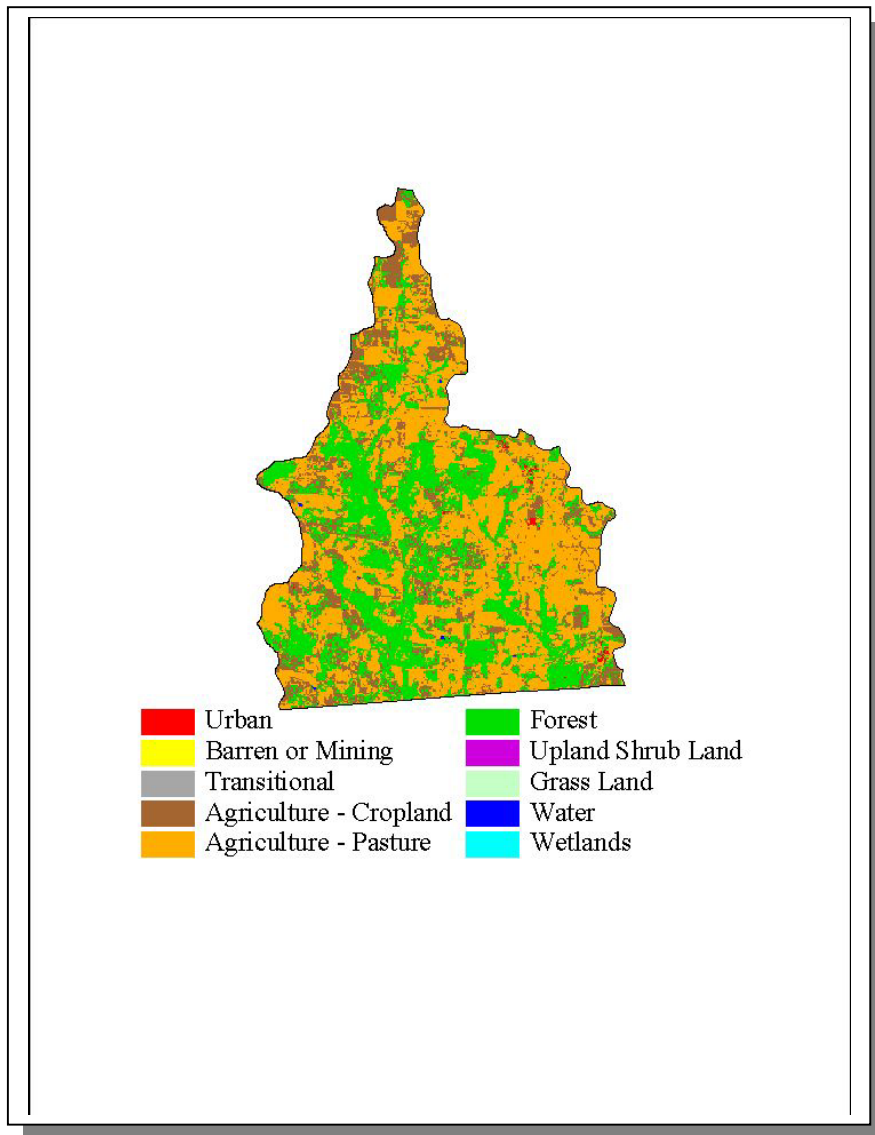 Urban
Barren or Mining
Transitional
Agriculture - Cropland
Agriculture - Pasture
Forest
Upland Shrub Land
Grass Land
Water
Wetlands